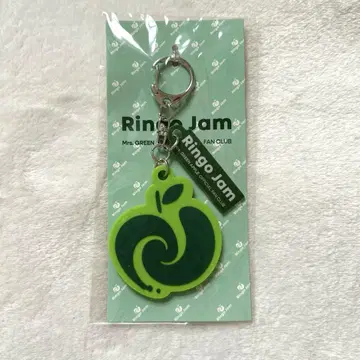 Ringo Jam
Mrs. GREEN
FAN CLUB
Ringo Jam